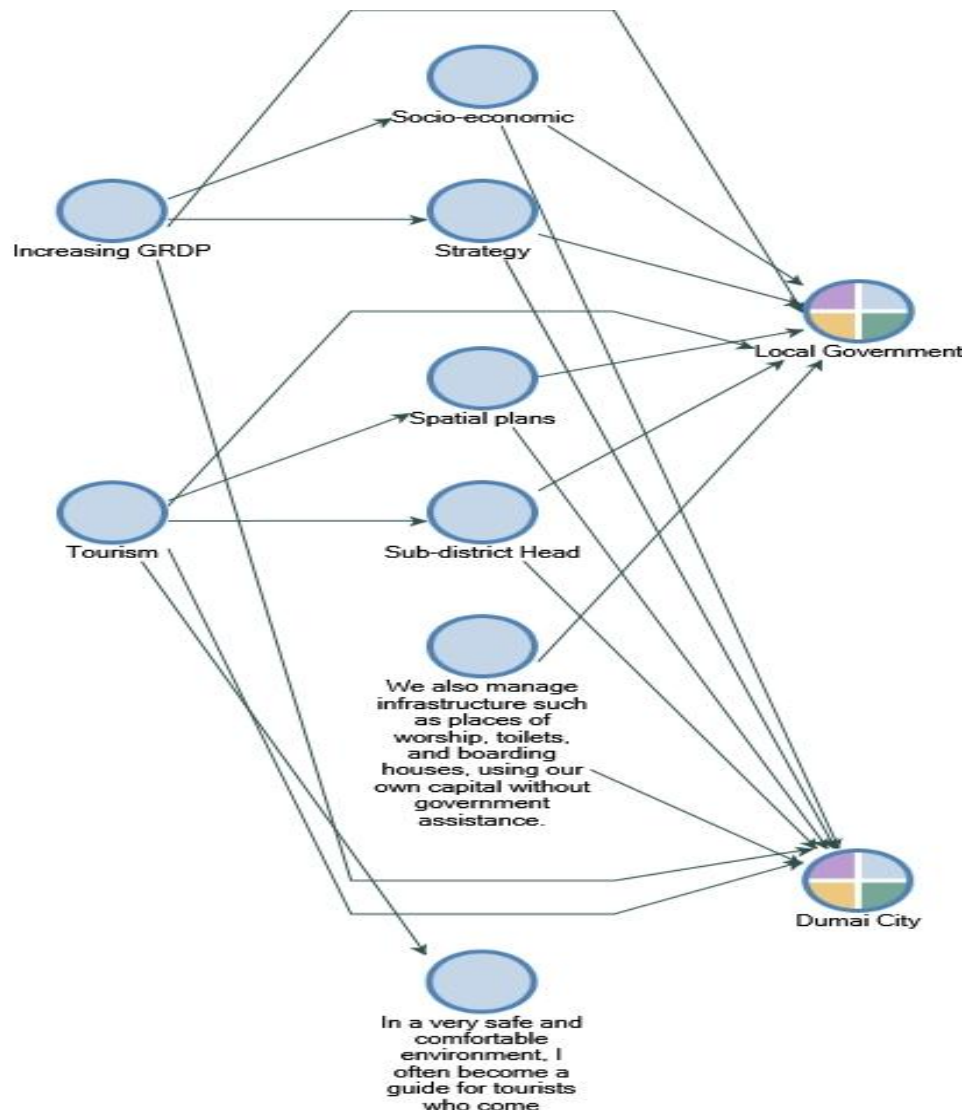 Socio-economic
Increasing GRDP
Strategy
Local Government
Spatial plans
Tourism
Sub-district Head
We also manage
infrastructure such
as places of
worship, toilets,
and boarding
houses, using our
own capital without
government
assistance.
Dumai City
In a very safe and
comfortable
environment, I
often become a
guide for tourists
who come